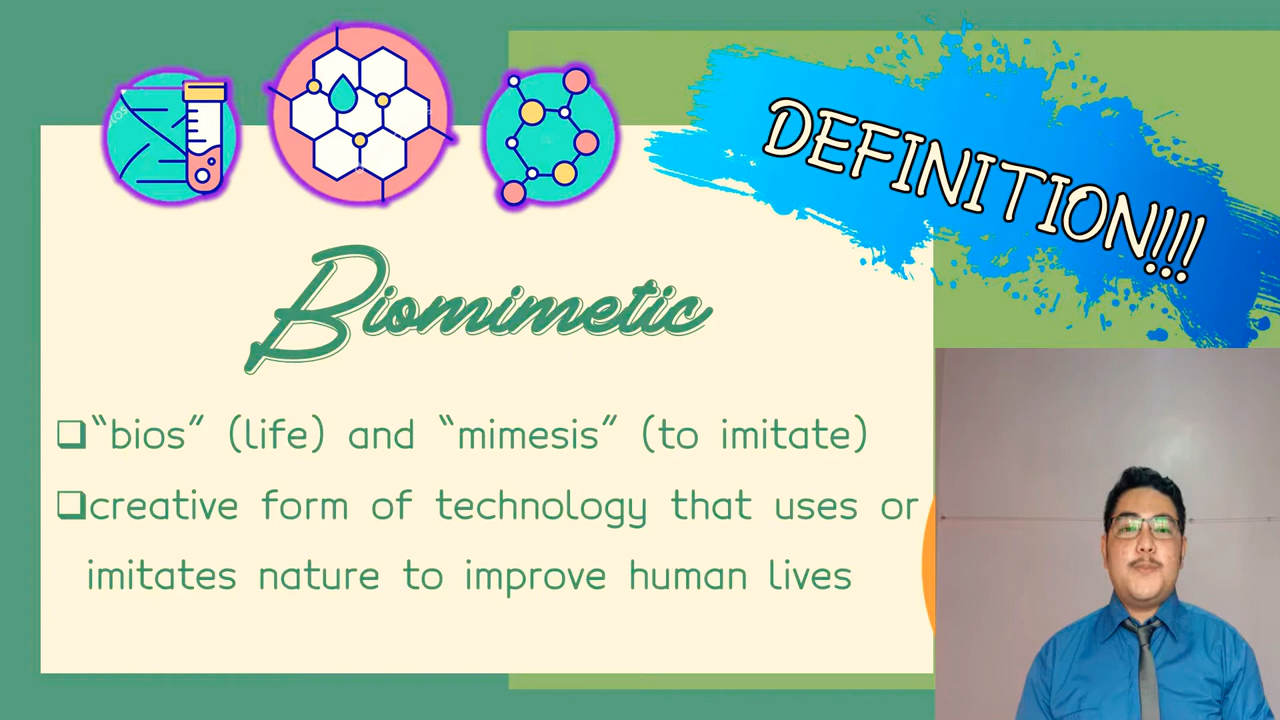 DEFINITION!!!
Biomimetic
❑“bios” (life) and “mimesis” (to imitate)
❑creative form of technology that uses or
imitates nature to improve human lives